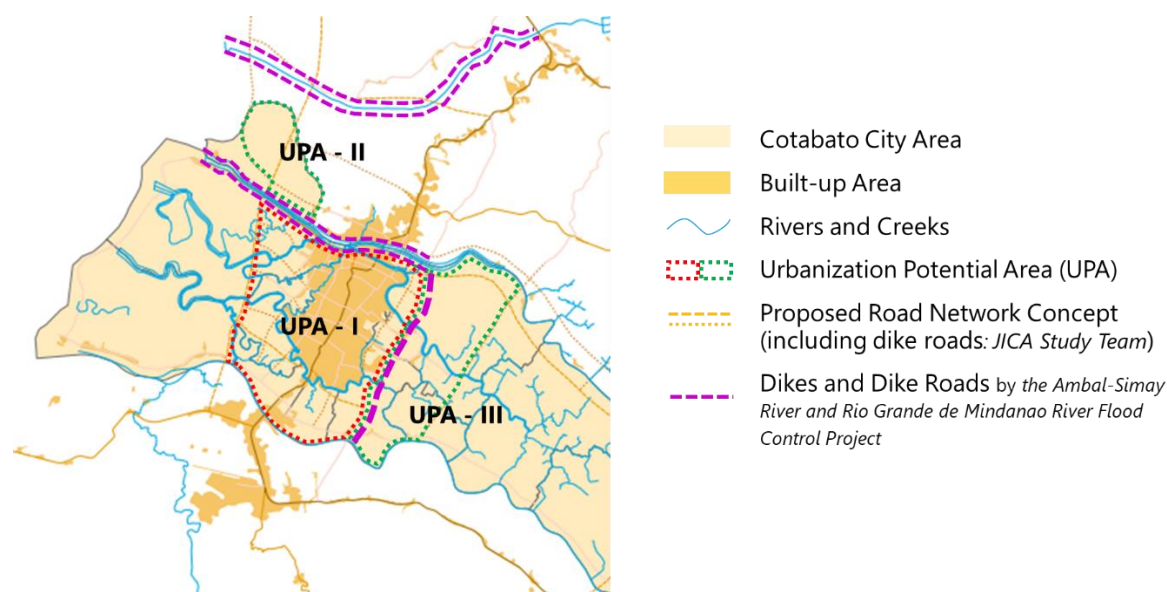 UPA - II
UPA - I
UPA - III
Cotabato City Area
Built-up Area
Rivers and Creeks
Urbanization Potential Area (UPA)
Proposed Road Network Concept
(including dike roads: JICA Study Team)
Dikes and Dike Roads by the Ambal-Simay
River and Rio Grande de Mindanao River Flood
Control Project